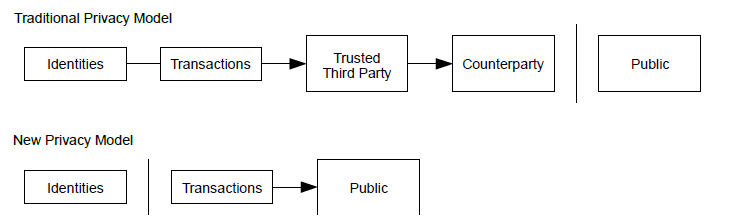 Traditional Privacy Model
Identities
Transactions
Trusted
Third Party
Counterparty
Public
New Privacy Model
Identities
Transactions
Public